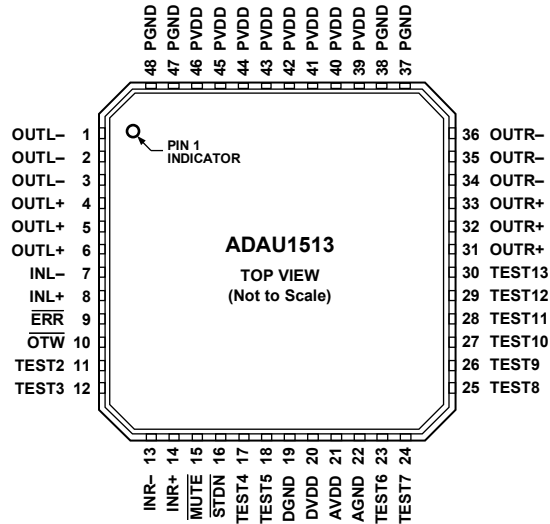 48 PGND
47 PGND
46 PVDD
45 PVDD
44 PVDD
43 PVDD
42 PVDD
41 PVDD
40 PVDD
39 PVDD
38 PGND
37 PGND
OUTL– 1
OUTL– 2
OUTL– 3
OUTL+ 4
OUTL+ 5
OUTL+ 6
INL– 7
INL+ 8
ERR 9
OTW 10
TEST2 11
TEST3 12
PIN 1
INDICATOR
ADAU1513
TOP VIEW
(Not to Scale)
36 OUTR–
35 OUTR–
34 OUTR–
33 OUTR+
32 OUTR+
31 OUTR+
30 TEST13
29 TEST12
28 TEST11
27 TEST10
26 TEST9
25 TEST8
INR– 13
INR+ 14
MUTE 15
STDN 16
TEST4 17
TEST5 18
DGND 19
DVDD 20
AVDD 21
AGND 22
TEST6 23
TEST7 24